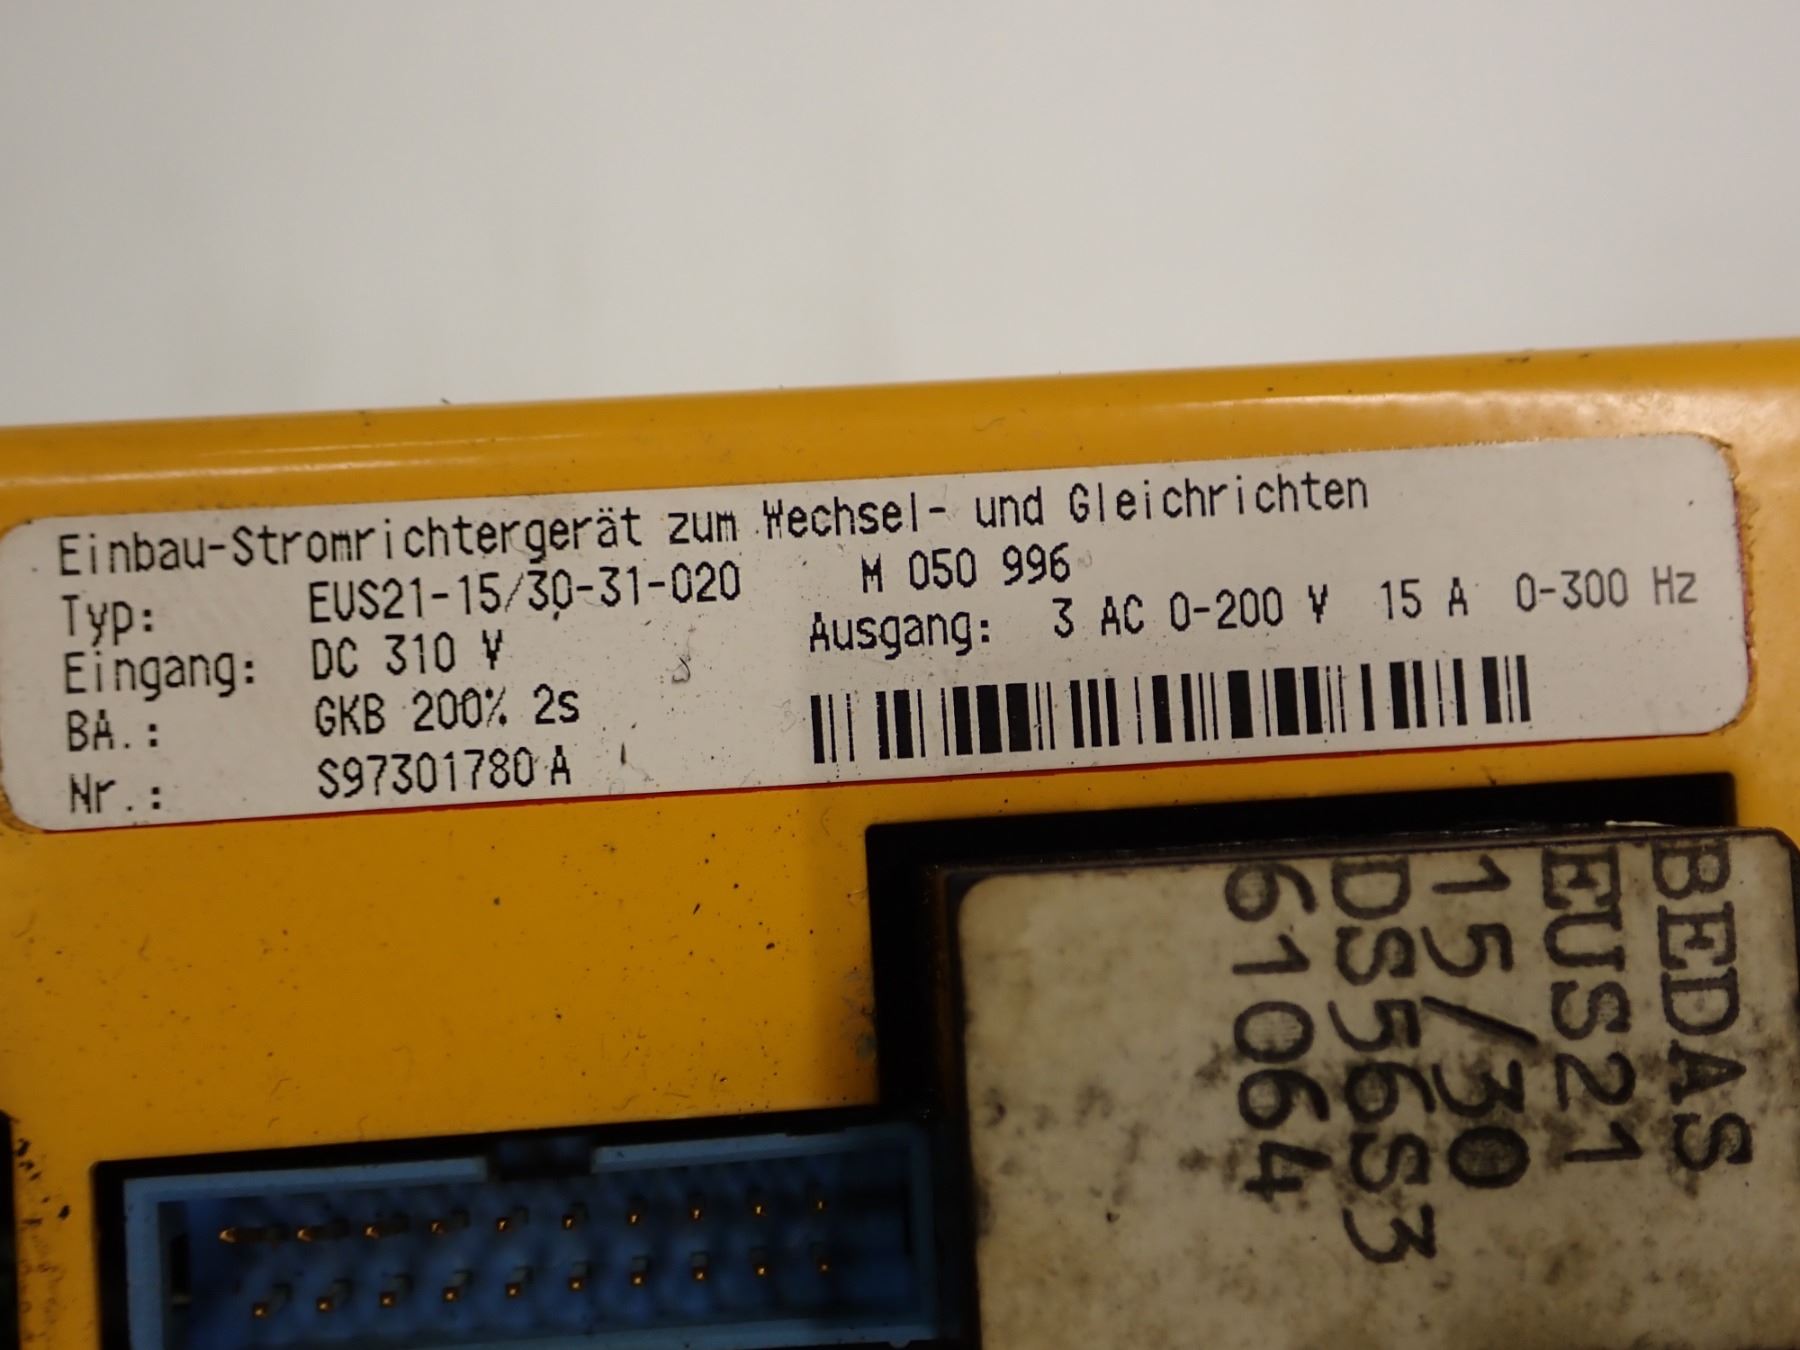 Einbau-Stromrichtergerät zum Wechsel- und Gleichrichten
Typ: EUS21-15/30-31-020 M 050 996
Eingang: DC 310 V Ausgang: 3 AC 0-200 V 15 A 0-300 Hz
BA.: GKB 200% 2s
Nr.: S97301780 A
BEDAS
EUS21
15/30
DS56S3
61064